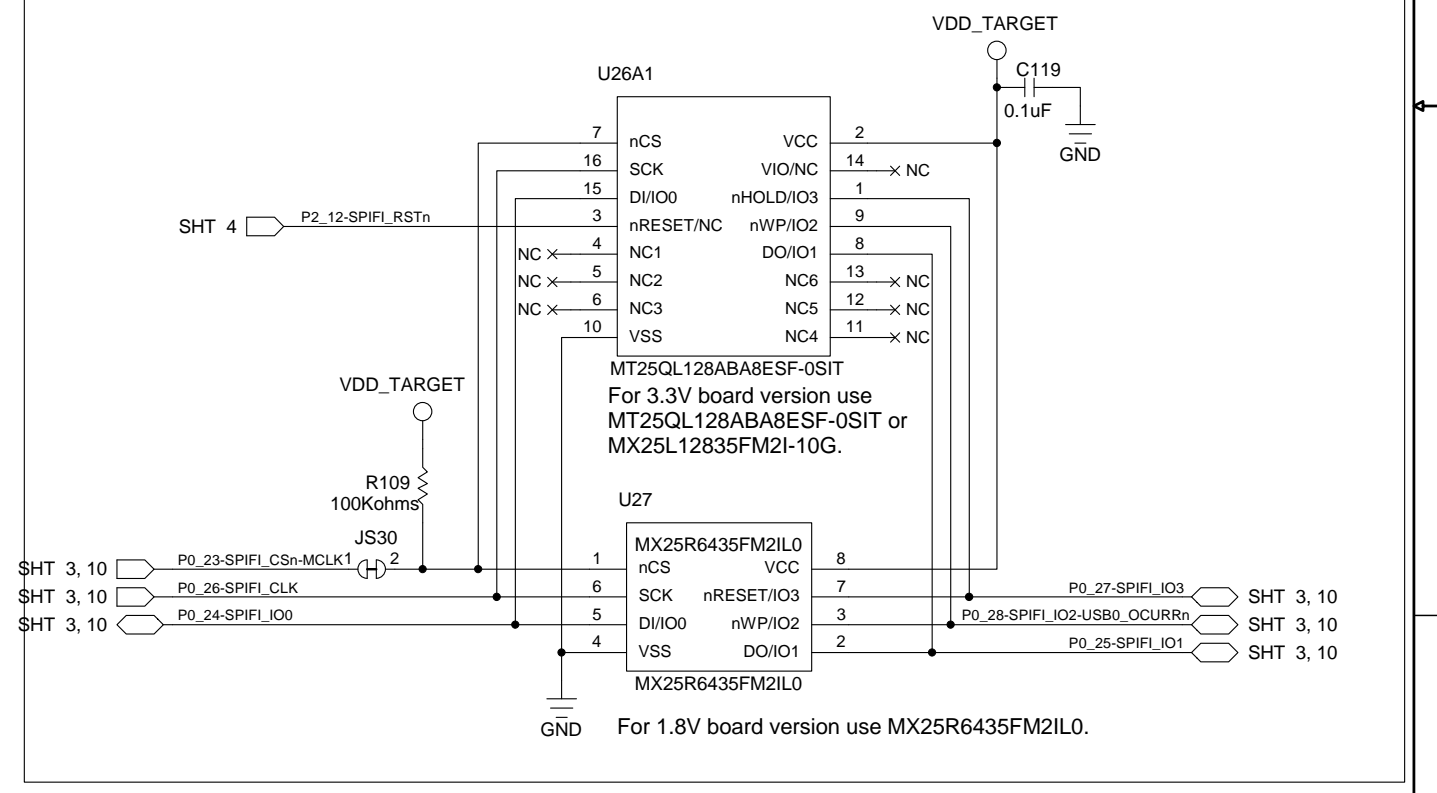 VDD_TARGET
C119
0.1uF
GND
U26A1
7 nCS VCC 2
16 SCK VIO/NC 14 NC
15 DI/IO0 nHOLD/IO3 1
SHT 4 P2_12-SPIFI_RSTn 3 nRESET/NC nWP/IO2 9
NC 4 NC1 DO/IO1 8
NC 5 NC2 NC6 13 NC
NC 6 NC3 NC5 12 NC
10 VSS NC4 11 NC
MT25QL128ABA8ESF-0SIT
For 3.3V board version use
MT25QL128ABA8ESF-0SIT or
MX25L12835FM2I-10G.
VDD_TARGET
R109
100Kohms
JS30
U27
MX25R6435FM2IL0
SHT 3, 10 P0_23-SPIFI_CSn-MCLK 1 2 1 nCS VCC 8
SHT 3, 10 P0_26-SPIFI_CLK 6 SCK nRESET/IO3 7 P0_27-SPIFI_IO3 SHT 3, 10
SHT 3, 10 P0_24-SPIFI_IO0 5 DI/IO0 nWP/IO2 3 P0_28-SPIFI_IO2-USB0_OCURRn SHT 3, 10
4 VSS DO/IO1 2 P0_25-SPIFI_IO1 SHT 3, 10
MX25R6435FM2IL0
GND
For 1.8V board version use MX25R6435FM2IL0.